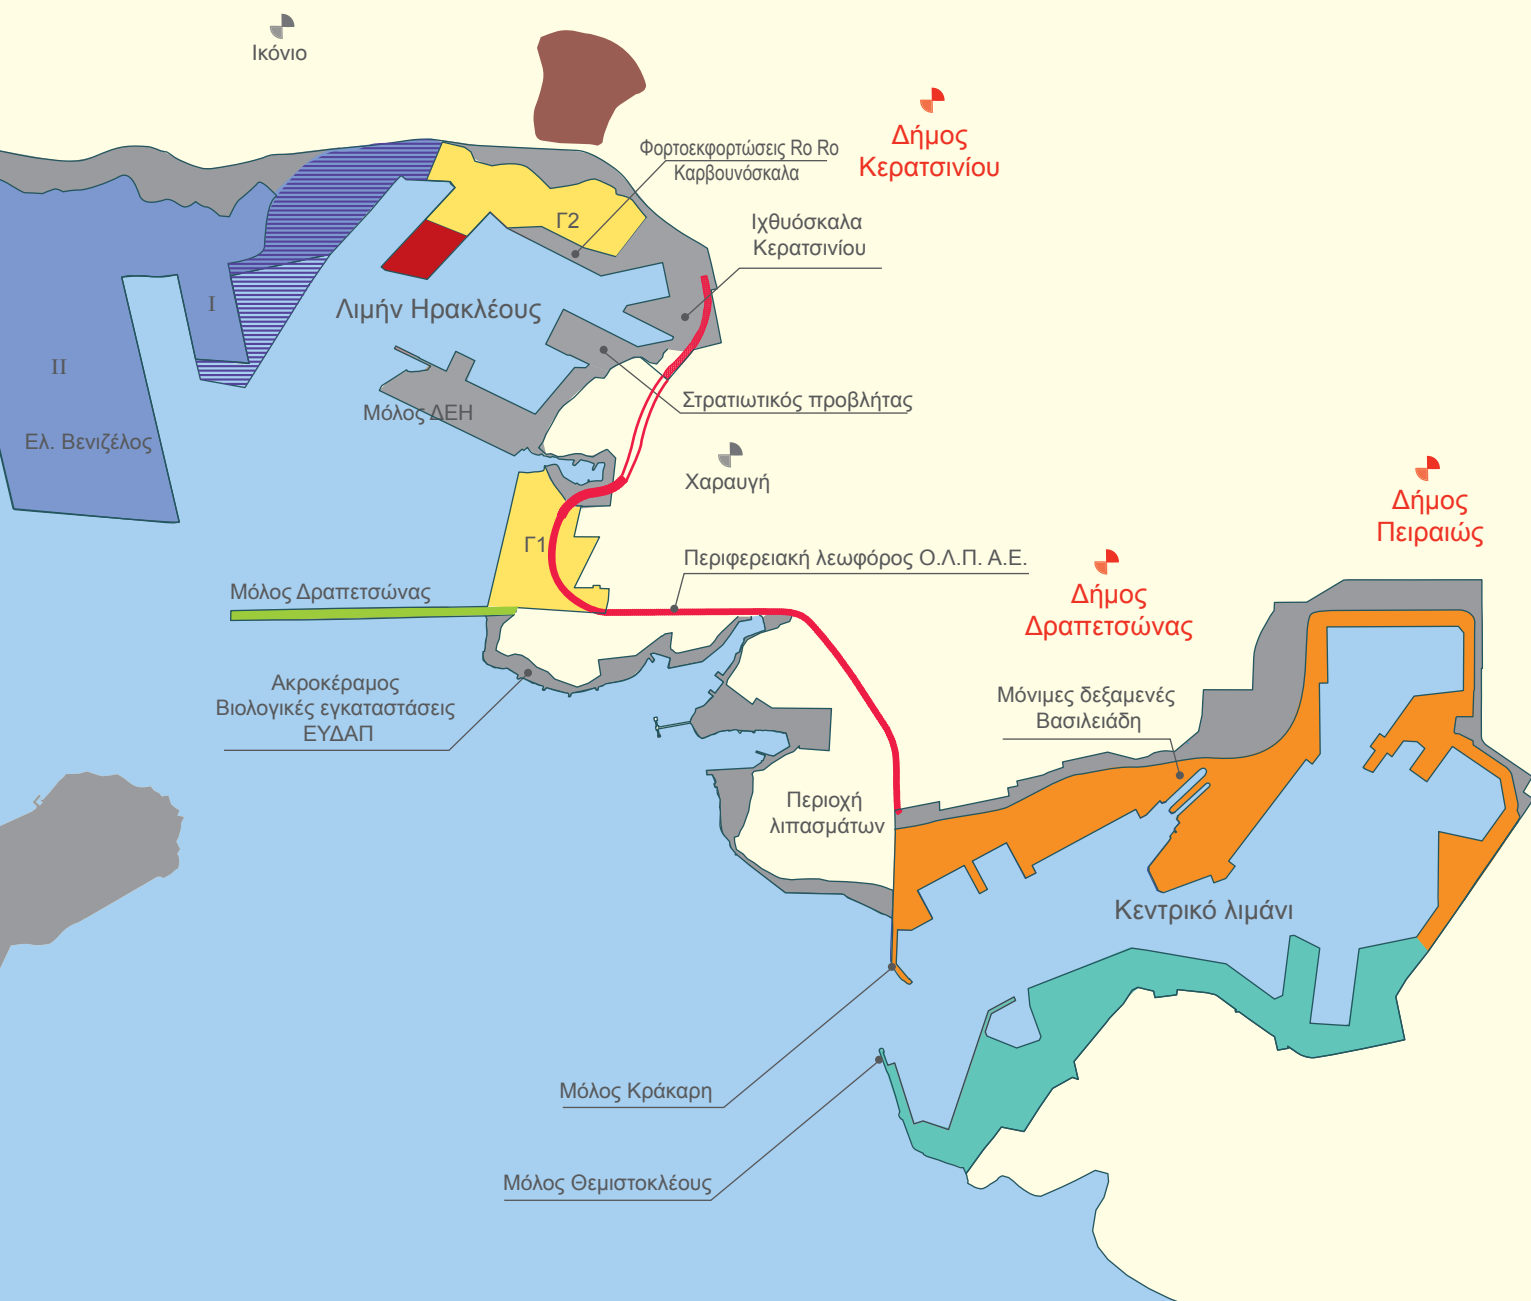 Ικόνιο
Δήμος
Κερατσινίου
Φορτοεκφορτώσεις Ro Ro
Καρβουνόσκαλα
Γ2
Ιχθυόσκαλα
Κερατσινίου
I
Λιμήν Ηρακλέους
II
Στρατιωτικός προβλήτας
Μόλος ΔΕΗ
Ελ. Βενιζέλος
Χαραυγή
Δήμος
Πειραιώς
Γ1
Περιφερειακή λεωφόρος Ο.Λ.Π. Α.Ε.
Μόλος Δραπετσώνας
Δήμος
Δραπετσώνας
Ακροκέραμος
Βιολογικές εγκαταστάσεις
ΕΥΔΑΠ
Μόνιμες δεξαμενές
Βασιλειάδη
Περιοχή
λιπασμάτων
Κεντρικό λιμάνι
Μόλος Κράκαρη
Μόλος Θεμιστοκλέους